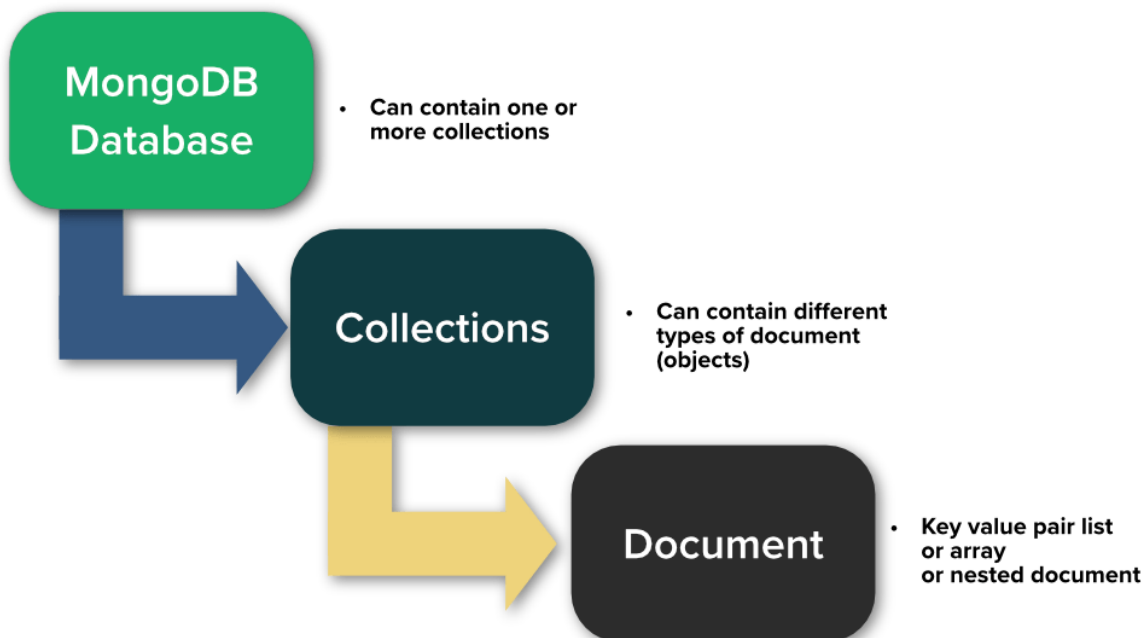 MongoDB
Database
• Can contain one or
more collections
Collections
• Can contain different
types of document
(objects)
Document
• Key value pair list
or array
or nested document